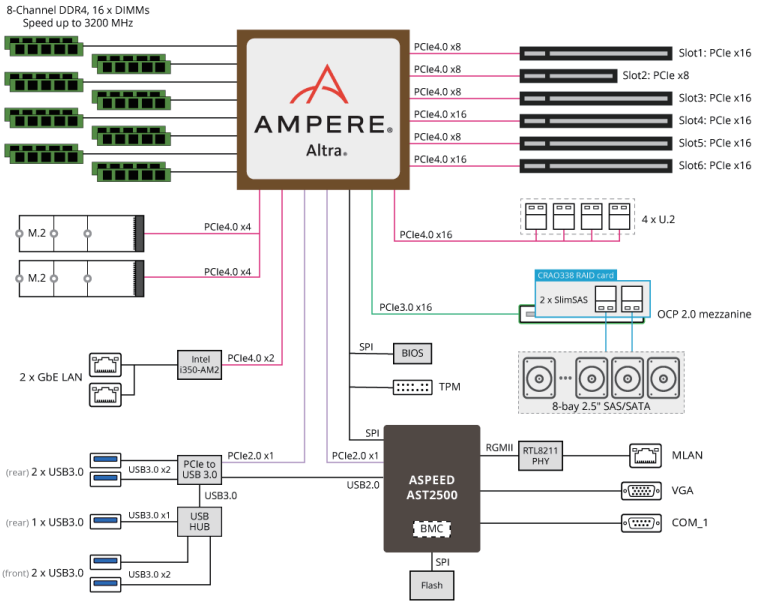 8-Channel DDR4, 16 x DIMMs
Speed up to 3200 MHz
AMPERE®
Altra®
PCIe4.0 x8
Slot1: PCIe x16
PCIe4.0 x8
Slot2: PCIe x8
PCIe4.0 x8
Slot3: PCIe x16
PCIe4.0 x16
Slot4: PCIe x16
PCIe4.0 x8
Slot5: PCIe x16
PCIe4.0 x16
Slot6: PCIe x16
M.2
PCIe4.0 x4
M.2
PCIe4.0 x4
PCIe4.0 x16
4 x U.2
CRAO338 RAID card
2 x SlimSAS
PCIe3.0 x16
OCP 2.0 mezzanine
8-bay 2.5" SAS/SATA
2 x GbE LAN
Intel
i350-AM2
PCIe4.0 x2
SPI
BIOS
TPM
SPI
PCIe2.0 x1
PCIe2.0 x1
(rear) 2 x USB3.0
USB3.0 x2
PCIe to
USB 3.0
USB2.0
USB3.0
(rear) 1 x USB3.0
USB3.0 x1
USB
HUB
(front) 2 x USB3.0
USB3.0 x2
ASPEED
AST2500
BMC
RGMII
RTL8211
PHY
MLAN
VGA
COM_1
SPI
Flash